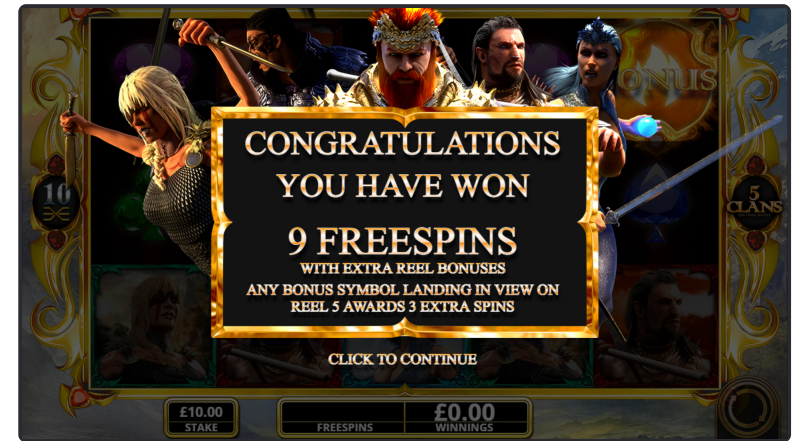 BONUS
CONGRATULATIONS
YOU HAVE WON
10
5
CLANS
9 FREESPINS
WITH EXTRA REEL BONUSES
ANY BONUS SYMBOL LANDING IN VIEW ON
REEL 5 AWARDS 3 EXTRA SPINS
CLICK TO CONTINUE
£10.00
STAKE
FREESPINS
£0.00
WINNINGS